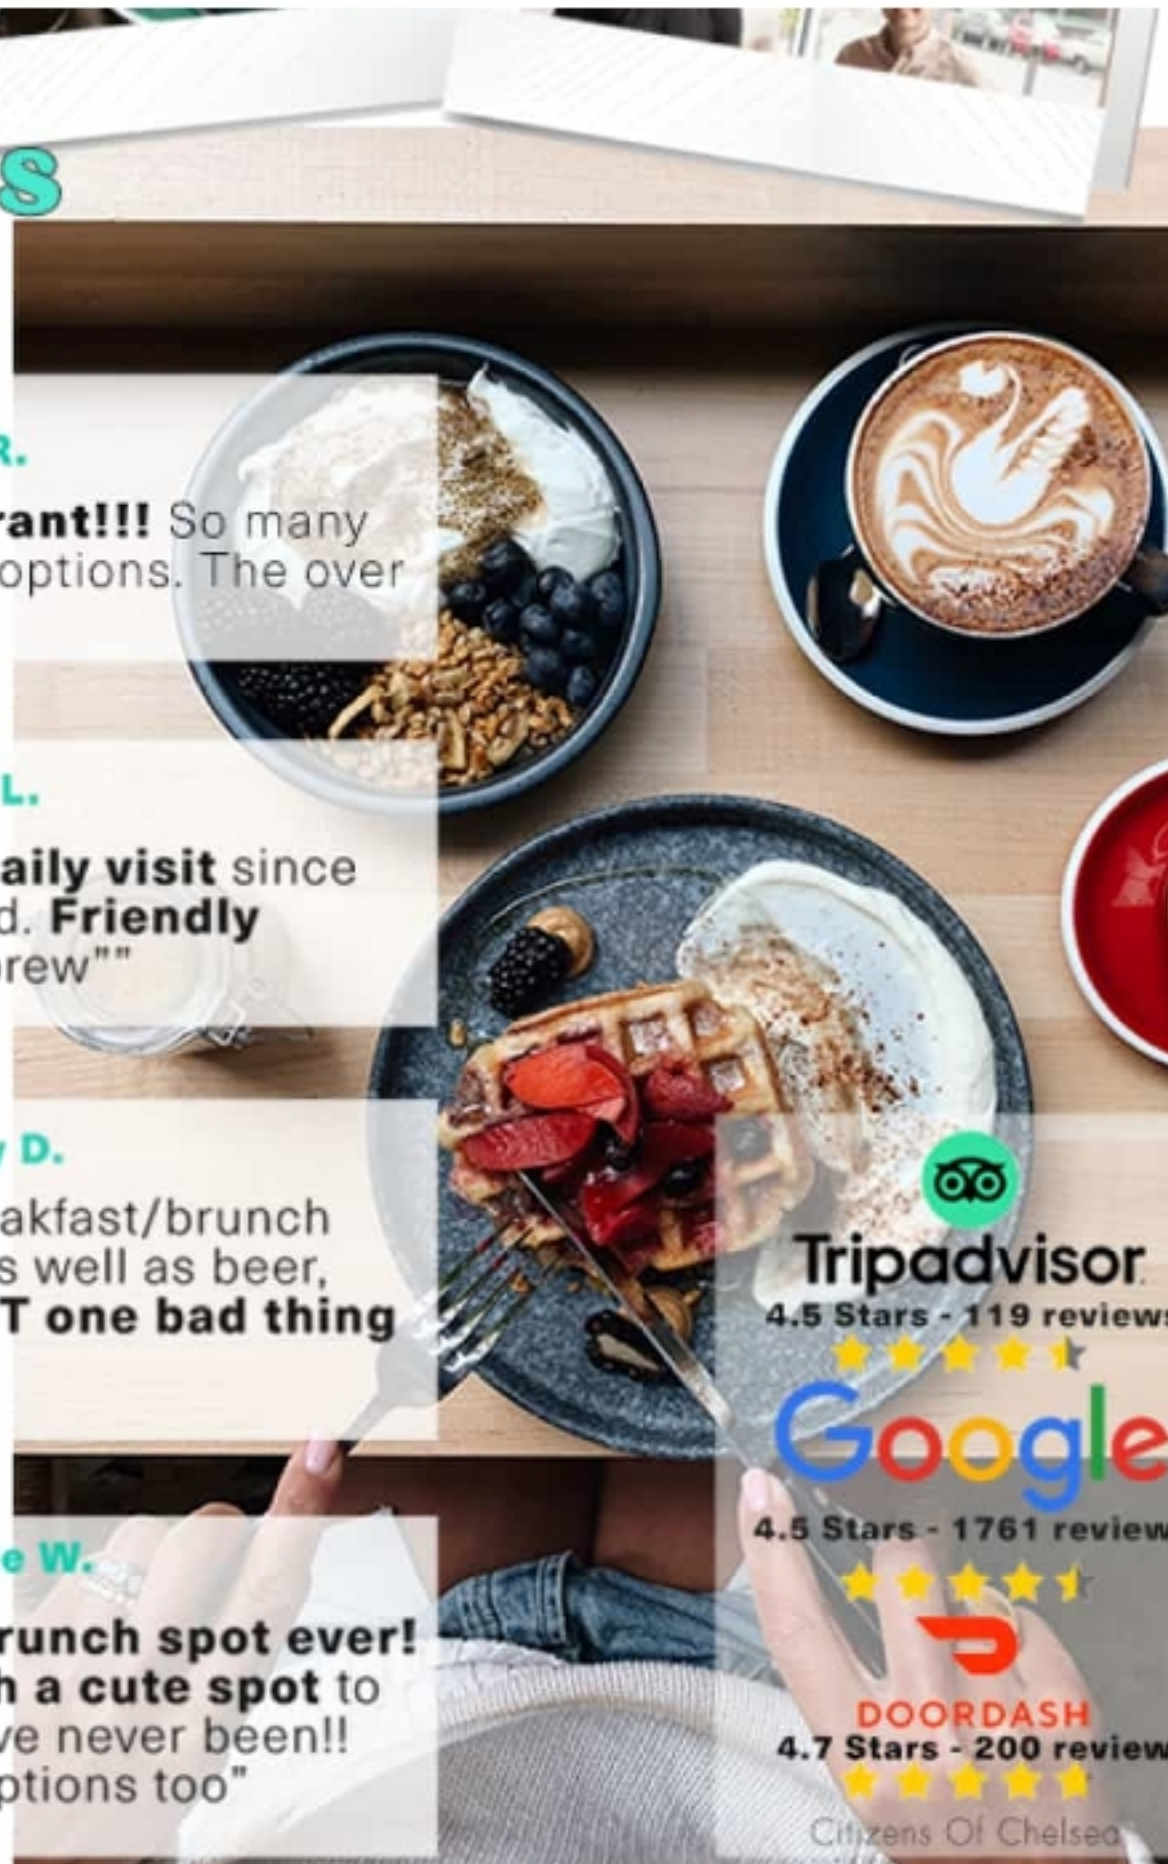 S
R.
rant!!! So many
options. The over
L.
aily visit since
d. Friendly
brew""
y D.
akfast/brunch
s well as beer,
T one bad thing
e W.
runch spot ever!
h a cute spot to
ve never been!!
ptions too"
Tripadvisor
4.5 Stars - 119 reviews
Google
4.5 Stars - 1761 review
DOORDASH
4.7 Stars - 200 review
Citizens Of Chelsea